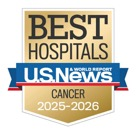 BEST
HOSPITALS
U.S.News
& WORLD REPORT
CANCER
2025-2026